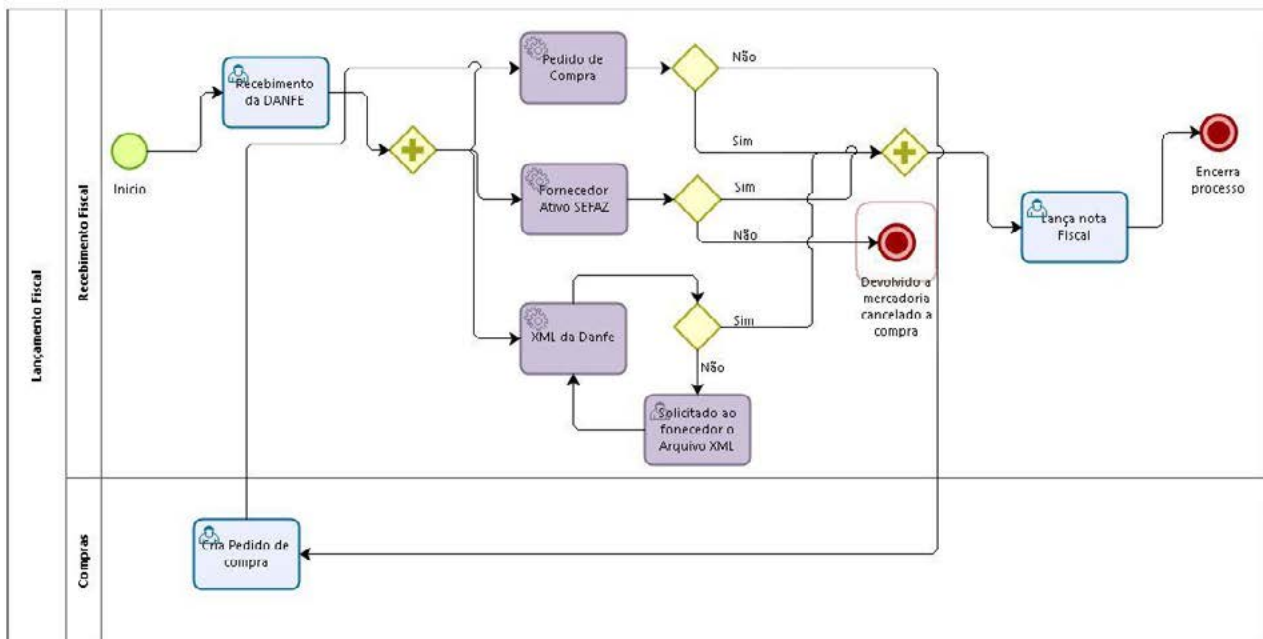 Lançamento Fiscal
Recebimento Fiscal
Inicio
Recebimento
da DANFE
Pedido de
Compra
Não
Sim
Fornecedor
Ativo SEFAZ
Sim
Não
Devolvido a
mercadoria
cancelado a
compra
XML da Danfe
Sim
Não
Solicitado ao
fonecedor o
Arquivo XML
Lança nota
Fiscal
Encerra
processo
Compras
Cria Pedido de
compra